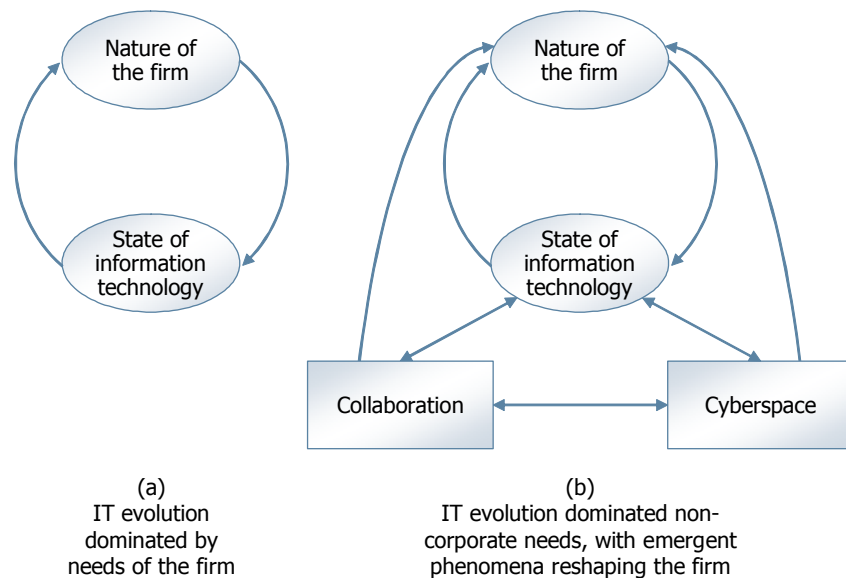 Nature of
the firm
State of
information
technology
(a)
IT evolution
dominated by
needs of the firm
Nature of
the firm
State of
information
technology
Collaboration
Cyberspace
(b)
IT evolution dominated non-
corporate needs, with emergent
phenomena reshaping the firm